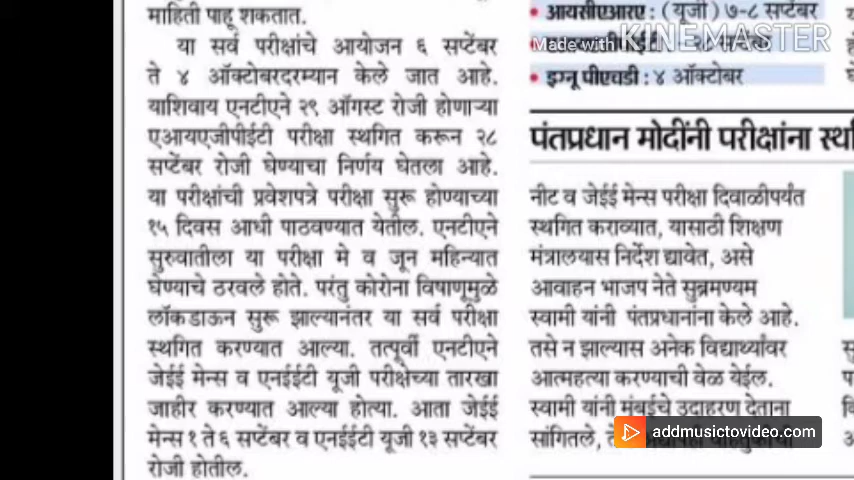 माहिती पाहू शकतात.
या सर्व परीक्षांचे आयोजन ६ सप्टेंबर
ते ४ ऑक्टोबरदरम्यान केले जात आहे.
याशिवाय एनटीएने २९ ऑगस्ट रोजी होणाऱ्या
एआयएजीपीईटी परीक्षा स्थगित करून २८
सप्टेंबर रोजी घेण्याचा निर्णय घेतला आहे.
या परीक्षांची प्रवेशपत्रे परीक्षा सुरू होण्याच्या
१५ दिवस आधी पाठवण्यात येतील. एनटीएने
सुरुवातीला या परीक्षा मे व जून महिन्यात
घेण्याचे ठरवले होते. परंतु कोरोना विषाणूमुळे
लॉकडाऊन सुरू झाल्यानंतर या सर्व परीक्षा
स्थगित करण्यात आल्या. तत्पूर्वी एनटीएने
जेईई मेन्स व एनईईटी यूजी परीक्षेच्या तारखा
जाहीर करण्यात आल्या होत्या. आता जेईई
मेन्स १ ते ६ सप्टेंबर व एनईईटी यूजी १३ सप्टेंबर
रोजी होतील.
• आयसीएआरए : (यूजी) ७-८ सप्टेंबर
Made with KINEMASTER
• इग्नू पीएचडी : ४ ऑक्टोबर
पंतप्रधान मोदींनी परीक्षांना
नीट व जेईई मेन्स परीक्षा दिवाळीपर्यंत
स्थगित कराव्यात, यासाठी शिक्षण
मंत्रालयास निर्देश द्यावेत, असे
आवाहन भाजप नेते सुब्रमण्यम
स्वामी यांनी पंतप्रधानांना केले आहे.
तसे न झाल्यास अनेक विद्यार्थ्यांवर
आत्महत्या करण्याची वेळ येईल.
स्वामी यांनी मुंबईचे उदाहरण देताना
सांगितले,
addmusictovideo.com